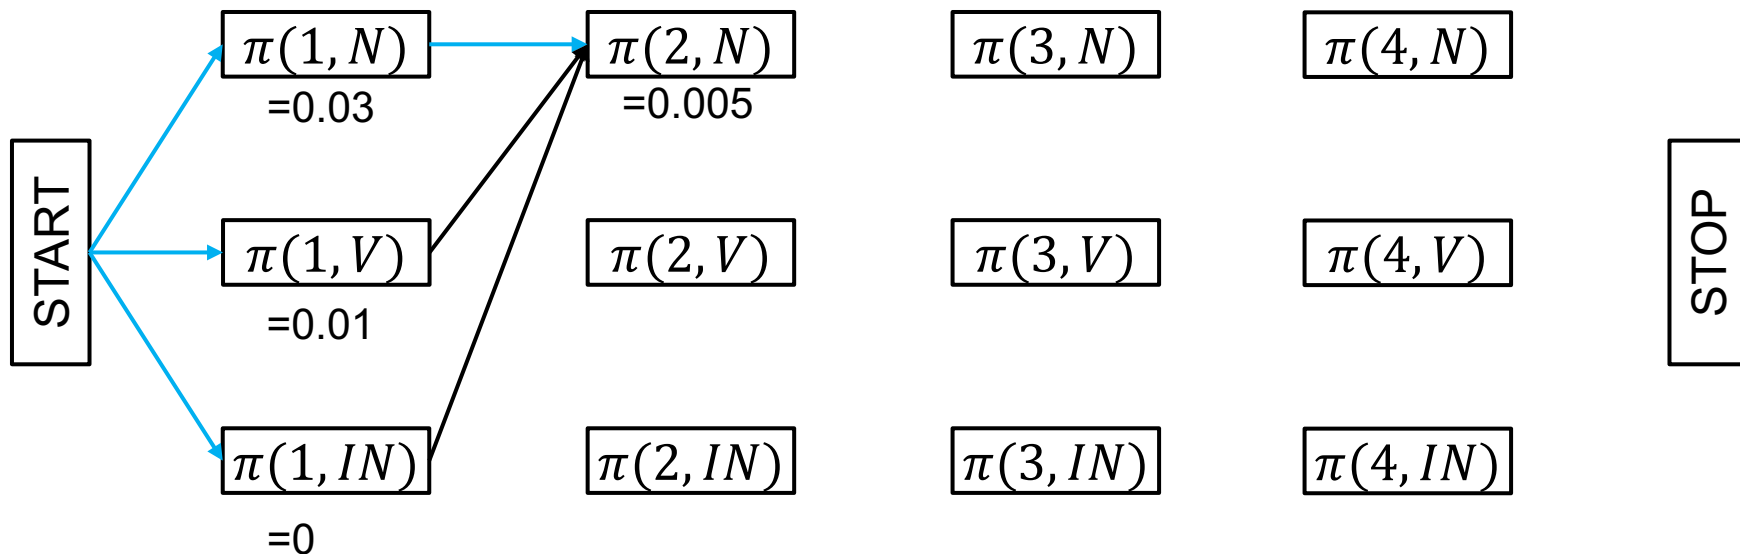 START
π(1, N)
=0.03
π(2, N)
=0.005
π(3, N)
π(4, N)
π(1, V)
=0.01
π(2, V)
π(3, V)
π(4, V)
π(1, IN)
=0
π(2, IN)
π(3, IN)
π(4, IN)
STOP